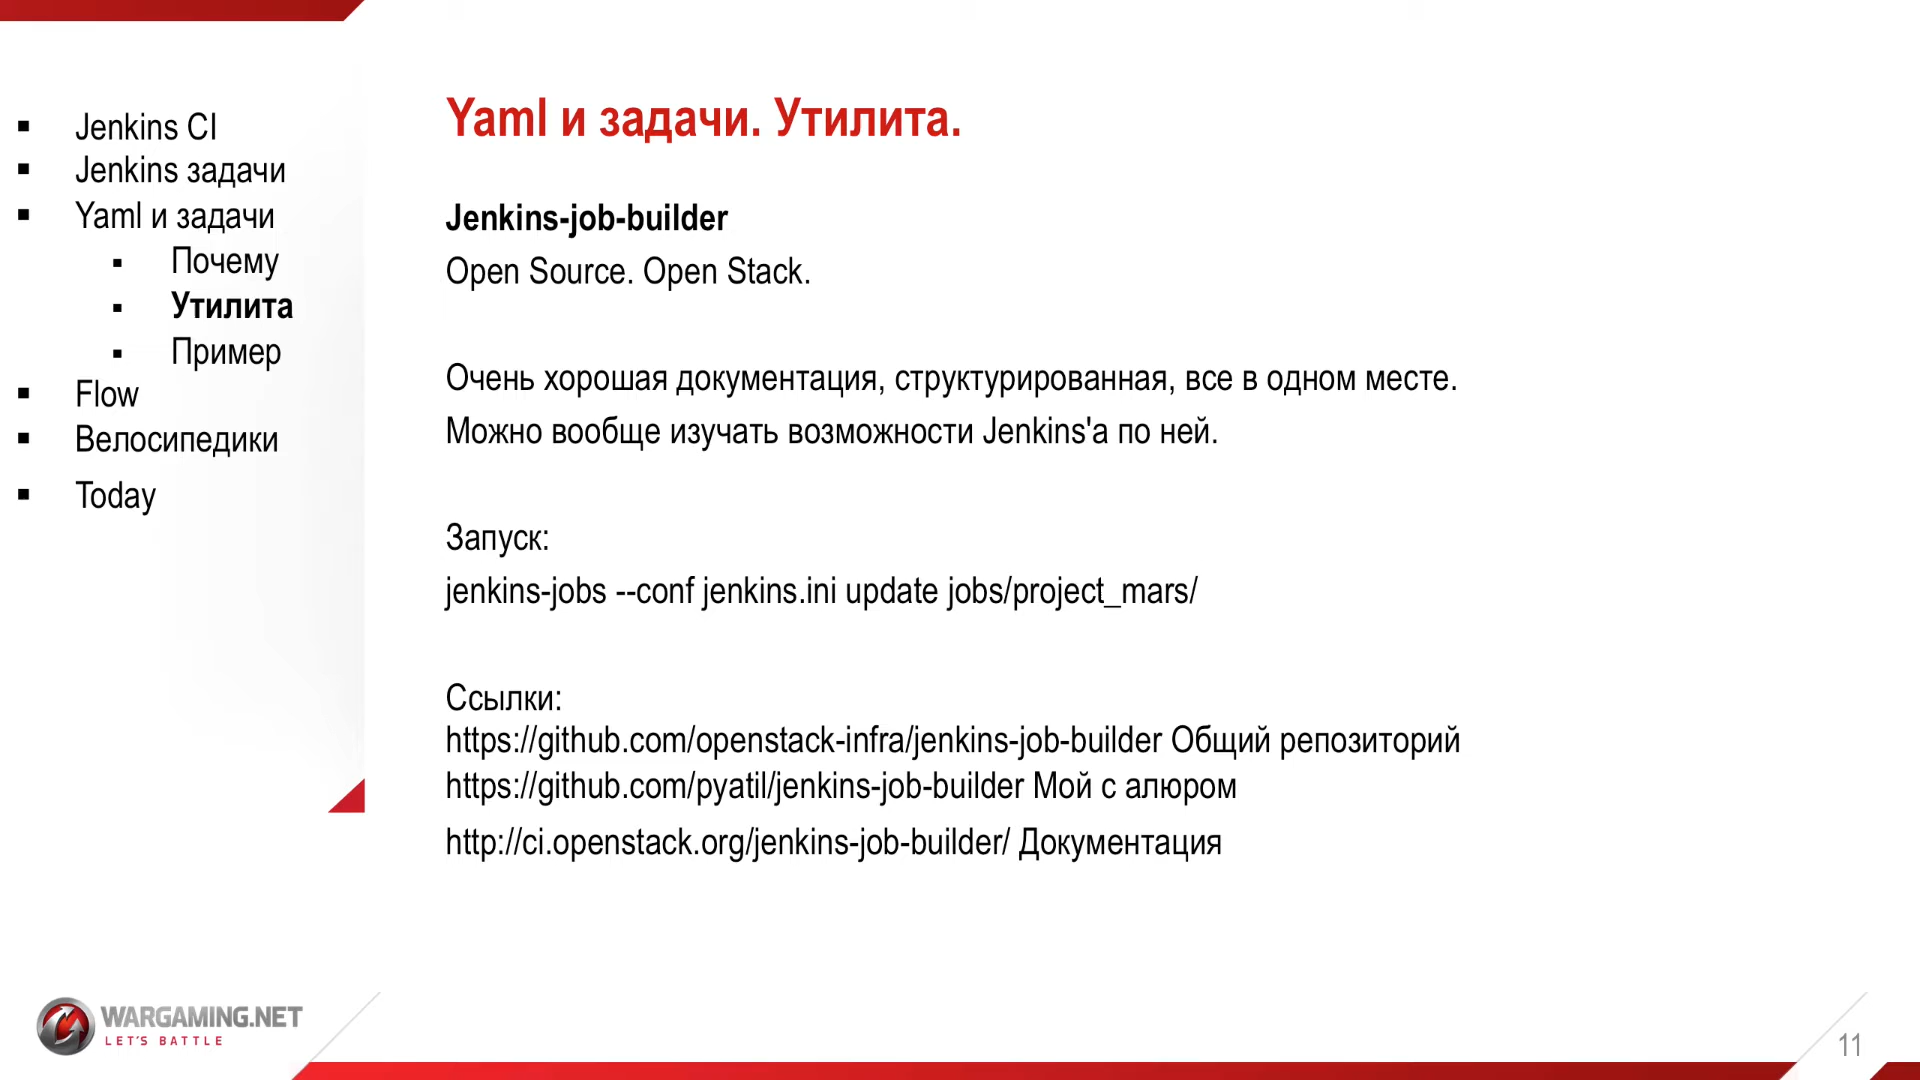 Jenkins CI
Jenkins задачи
Yaml и задачи
Почему
Утилита
Пример
Flow
Велосипедики
Today
Yaml и задачи. Утилита.
Jenkins-job-builder
Open Source. Open Stack.
Очень хорошая документация, структурированная, все в одном месте.
Можно вообще изучать возможности Jenkins'а по ней.
Запуск:
jenkins-jobs --conf jenkins.ini update jobs/project_mars/
Ссылки:
https://github.com/openstack-infra/jenkins-job-builder Общий репозиторий
https://github.com/pyatil/jenkins-job-builder Мой с алюром
http://ci.openstack.org/jenkins-job-builder/ Документация
WARGAMING.NET
LET'S BATTLE
11